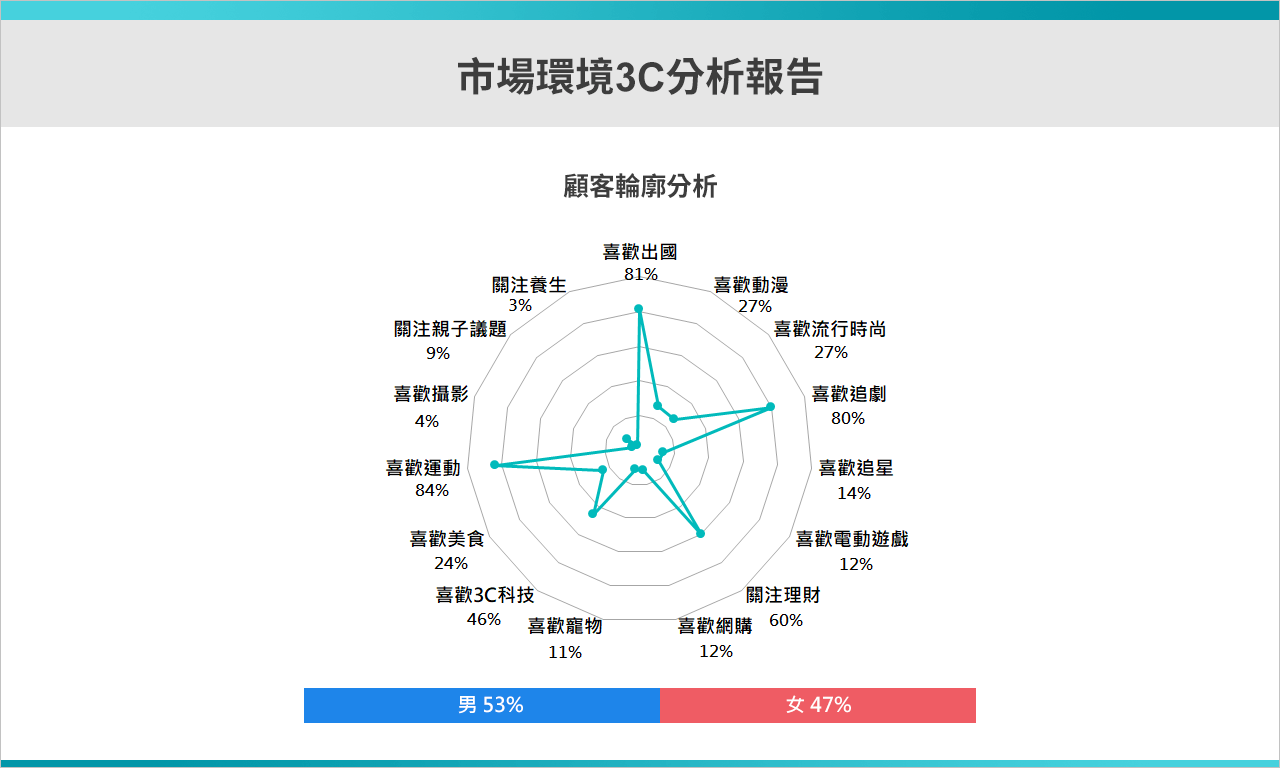 市場環境3C分析報告
顧客輪廓分析
喜歡出國
81%
喜歡動漫
27%
喜歡流行時尚
27%
喜歡追劇
80%
喜歡追星
14%
喜歡電動遊戲
12%
關注理財
60%
喜歡網購
12%
喜歡寵物
11%
喜歡3C科技
46%
喜歡美食
24%
喜歡運動
84%
喜歡攝影
4%
關注親子議題
9%
關注養生
3%
男 53%
女 47%